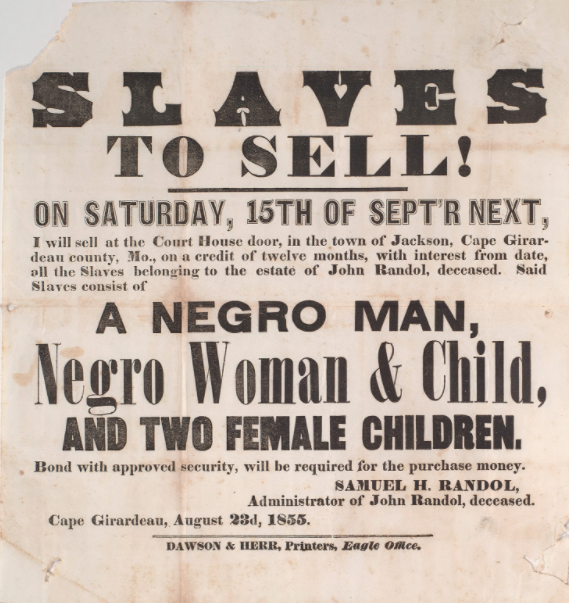 SLAVES
TO SELL!
ON SATURDAY, 15TH OF SEPT'R NEXT,
I will sell at the Court House door, in the town of Jackson, Cape Girar-
deau county, Mo., on a credit of twelve months, with interest from date,
all the Slaves belonging to the estate of John Randol, deceased. Said
Slaves consist of
A NEGRO MAN,
Negro Woman & Child,
AND TWO FEMALE CHILDREN.
Bond with approved security, will be required for the purchase money.
SAMUEL H. RANDOL,
Administrator of John Randol, deceased.
Cape Girardeau, August 23d, 1855.
DAWSON & HERR, Printers, Eagle Office.